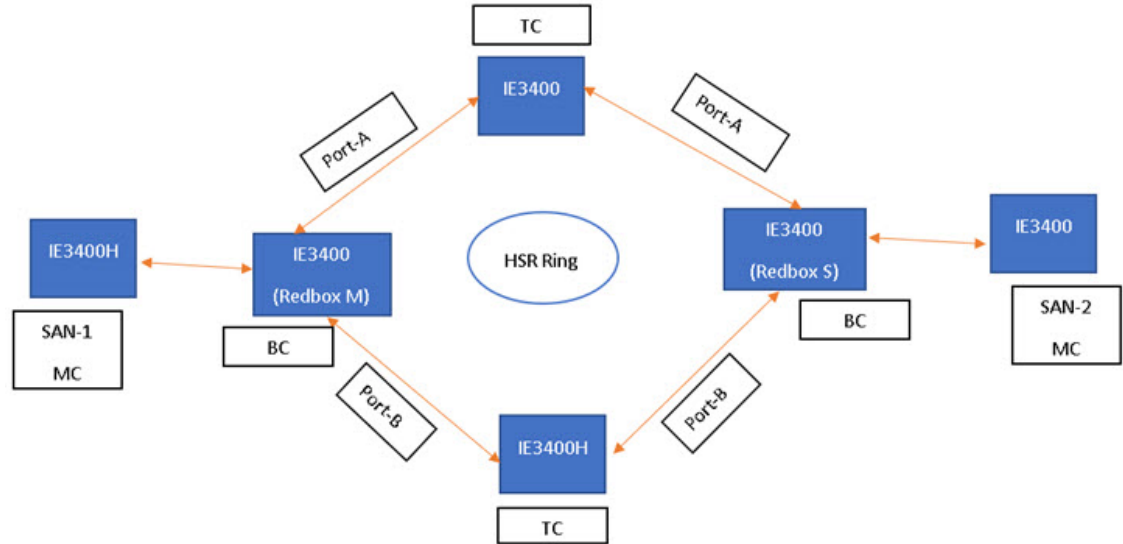 TC
IE3400
Port-A
Port-A
IE3400H
SAN-1
MC
IE3400
(Redbox M)
BC
HSR Ring
IE3400
(Redbox S)
BC
IE3400
SAN-2
MC
Port-B
Port-B
IE3400H
TC